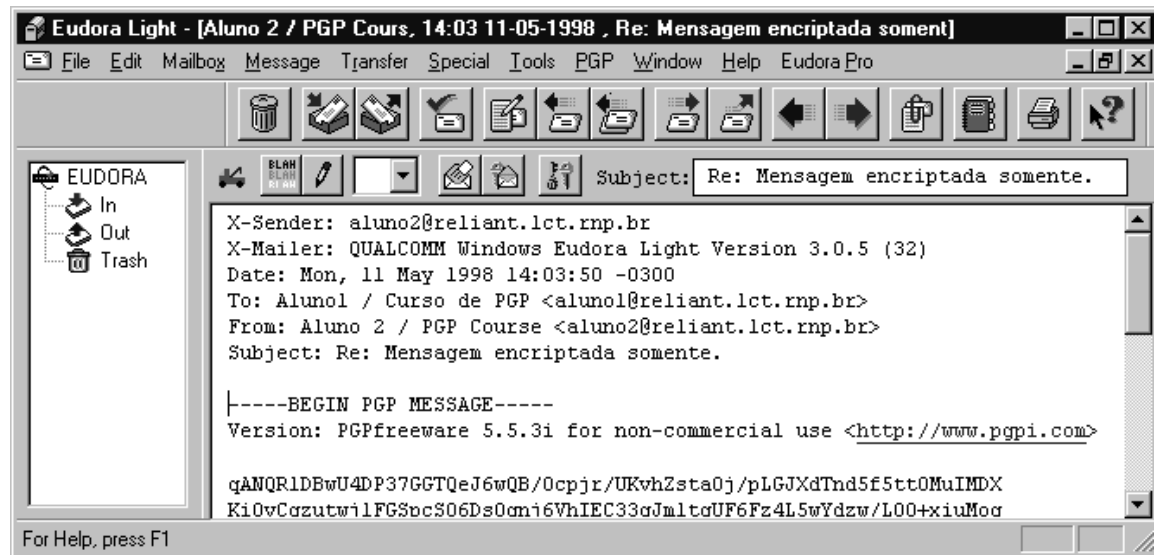 Eudora Light - [Aluno 2 / PGP Cours, 14:03 11-05-1998 , Re: Mensagem encriptada soment]
File Edit Mailbox Message Transfer Special Tools PGP Window Help Eudora Pro
BLAH
BLAH
BLAH
Subject: Re: Mensagem encriptada somente.
EUDORA
In
Out
Trash
X-Sender: aluno2@reliant.lct.rnp.br
X-Mailer: QUALCOMM Windows Eudora Light Version 3.0.5 (32)
Date: Mon, 11 May 1998 14:03:50 -0300
To: Aluno1 / Curso de PGP <aluno1@reliant.lct.rnp.br>
From: Aluno 2 / PGP Course <aluno2@reliant.lct.rnp.br>
Subject: Re: Mensagem encriptada somente.
-----BEGIN PGP MESSAGE-----
Version: PGPfreeware 5.5.3i for non-commercial use <http://www.pgpi.com>
qANQR1DBwU4DP37GGTQeJ6wQB/0cpjr/UKvhZsta0j/pLGJXdTnd5f5tt0MuIMDX
For Help, press F1